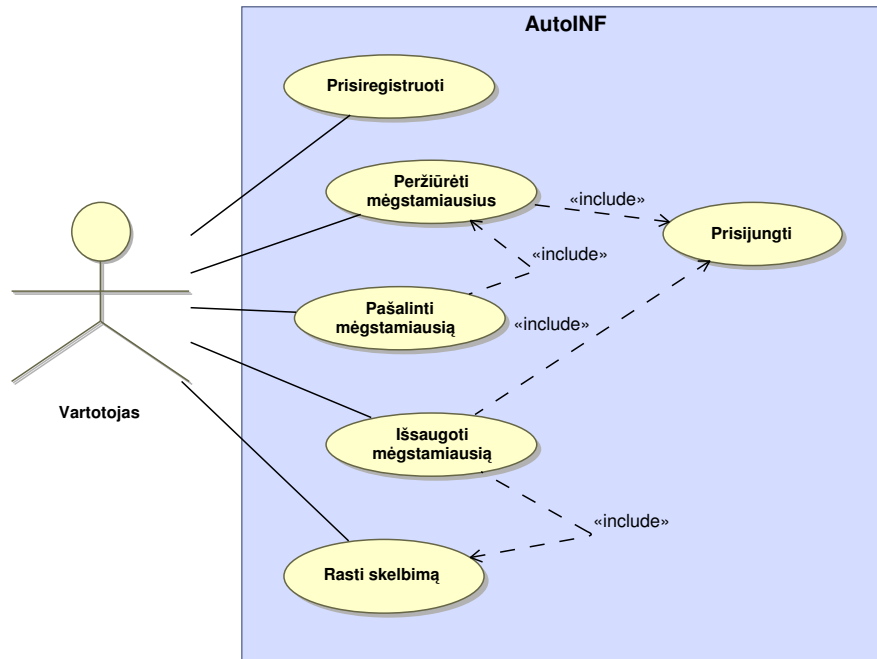 AutoINF
Prisiregistruoti
Peržiūrėti
mėgstamiausius
«include»
Prisijungti
«include»
Pašalinti
mėgstamiausią
«include»
Vartotojas
Išsaugoti
mėgstamiausią
«include»
Rasti skelbimą